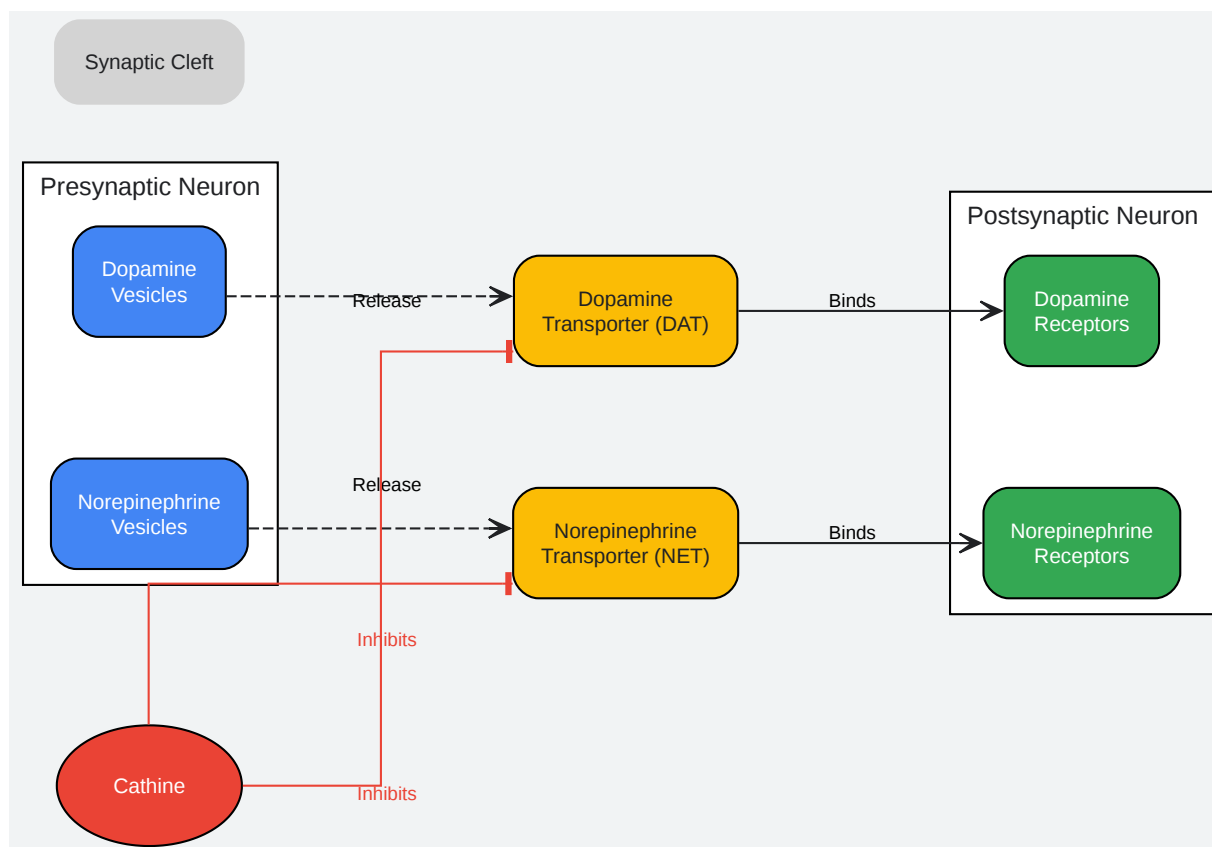 Synaptic Cleft
Presynaptic Neuron
Dopamine
Vesicles
Release
Dopamine
Transporter (DAT)
Binds
Postsynaptic Neuron
Dopamine
Receptors
Norepinephrine
Vesicles
Release
Norepinephrine
Transporter (NET)
Binds
Norepinephrine
Receptors
Inhibits
Cathine
Inhibits